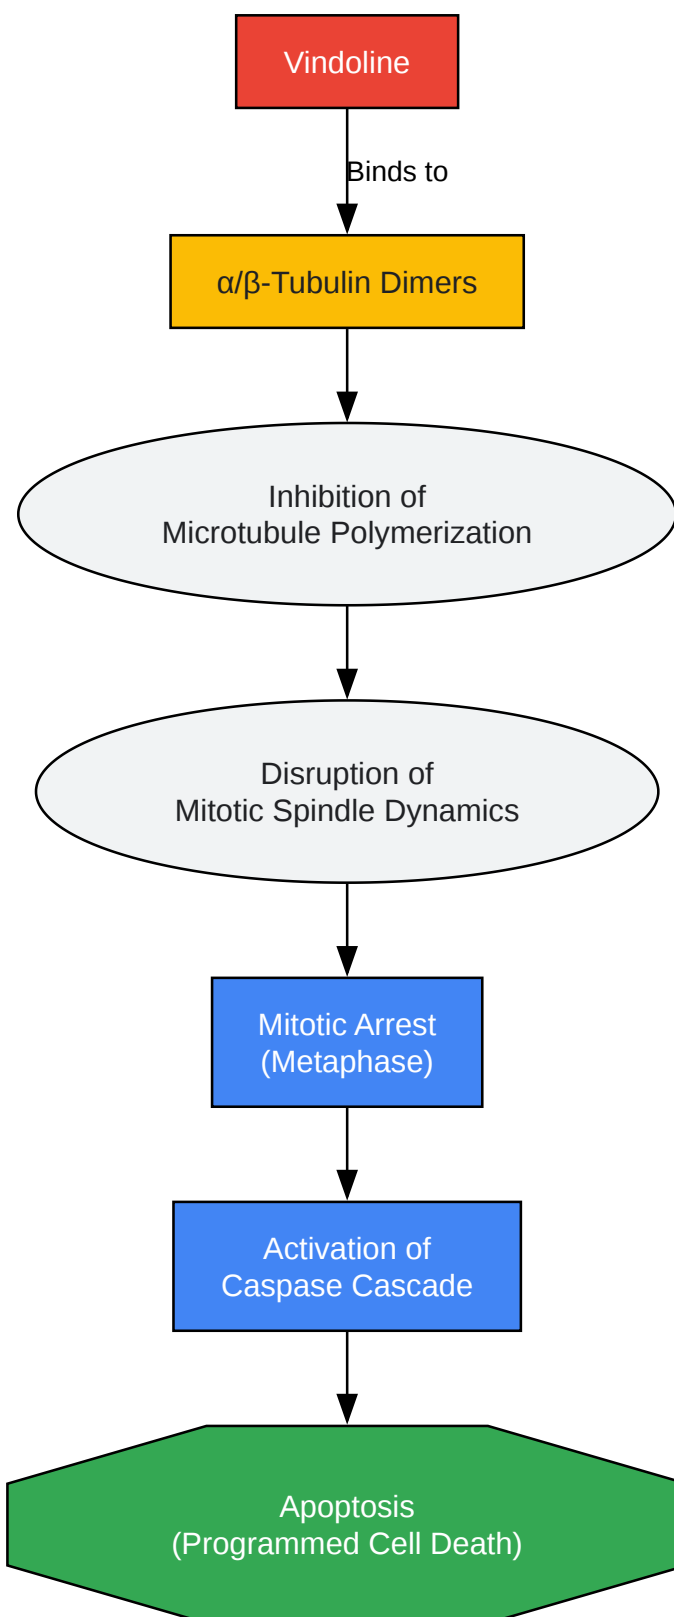 Vindoline
Binds to
α/β-Tubulin Dimers
Inhibition of
Microtubule Polymerization
Disruption of
Mitotic Spindle Dynamics
Mitotic Arrest
(Metaphase)
Activation of
Caspase Cascade
Apoptosis
(Programmed Cell Death)